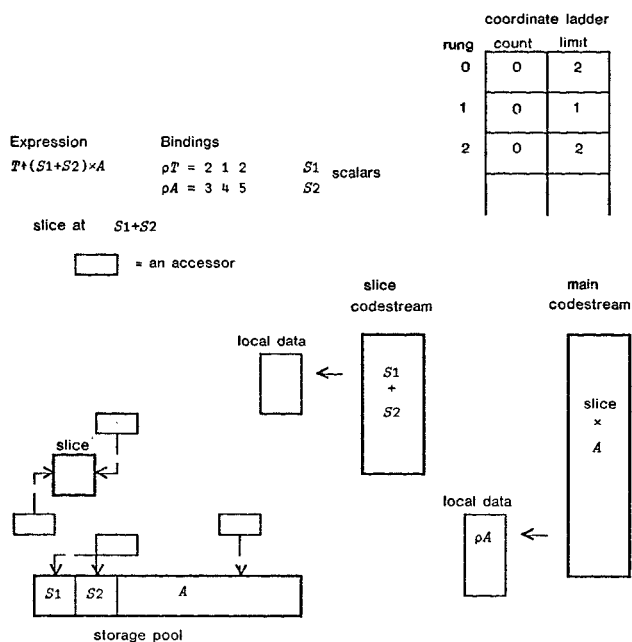 coordinate ladder
rung count limit
0 0 2
1 0 1
2 0 2
Expression Bindings
T↑(S1+S2)×A ρT = 2 1 2 S1 scalars
ρA = 3 4 5 S2
slice at S1+S2
= an accessor
slice codestream
main codestream
local data
S1
+
S2
slice
×
A
slice
local data
ρA
S1 S2 A
storage pool